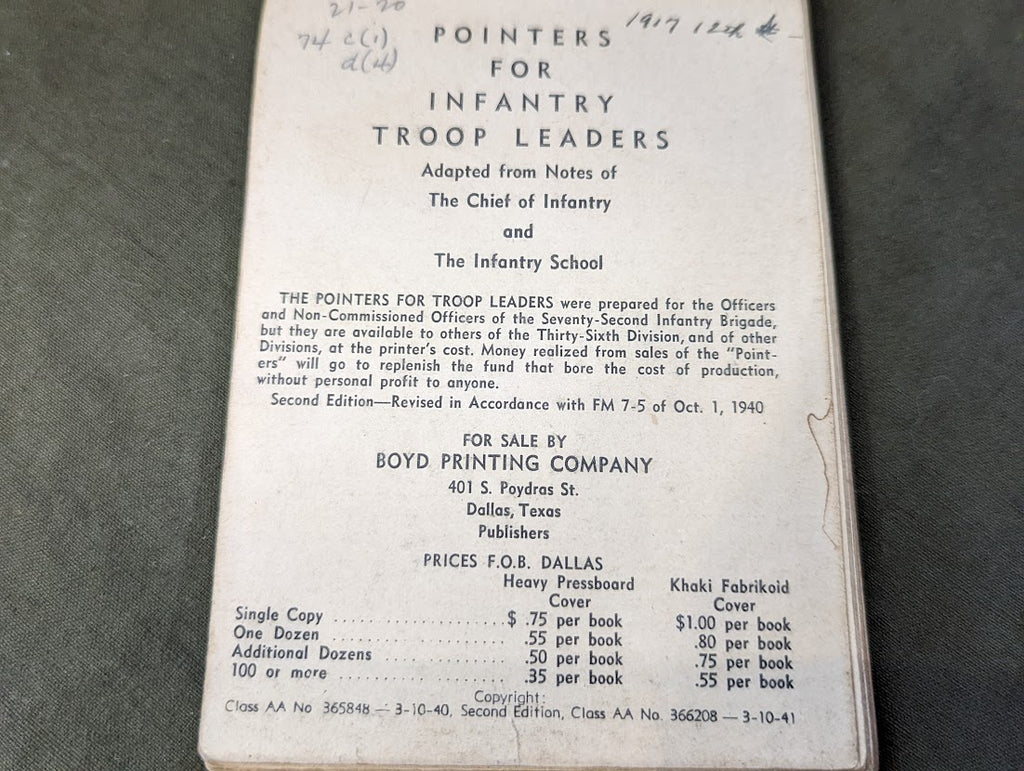 21-20
74 c(1)
d(4)
1917 12th
POINTERS
FOR
INFANTRY
TROOP LEADERS
Adapted from Notes of
The Chief of Infantry
and
The Infantry School
THE POINTERS FOR TROOP LEADERS were prepared for the Officers
and Non-Commissioned Officers of the Seventy-Second Infantry Brigade,
but they are available to others of the Thirty-Sixth Division, and of other
Divisions, at the printer's cost. Money realized from sales of the "Point-
ers" will go to replenish the fund that bore the cost of production,
without personal profit to anyone.
Second Edition—Revised in Accordance with FM 7-5 of Oct. 1, 1940
FOR SALE BY
BOYD PRINTING COMPANY
401 S. Poydras St.
Dallas, Texas
Publishers
PRICES F.O.B. DALLAS
Heavy Pressboard Khaki Fabrikoid
Cover Cover
Single Copy ....................$ .75 per book $1.00 per book
One Dozen .................... .55 per book .80 per book
Additional Dozens ............ .50 per book .75 per book
100 or more .................. .35 per book .55 per book
Copyright:
Class AA No 365848 — 3-10-40, Second Edition, Class AA No. 366208 — 3-10-41